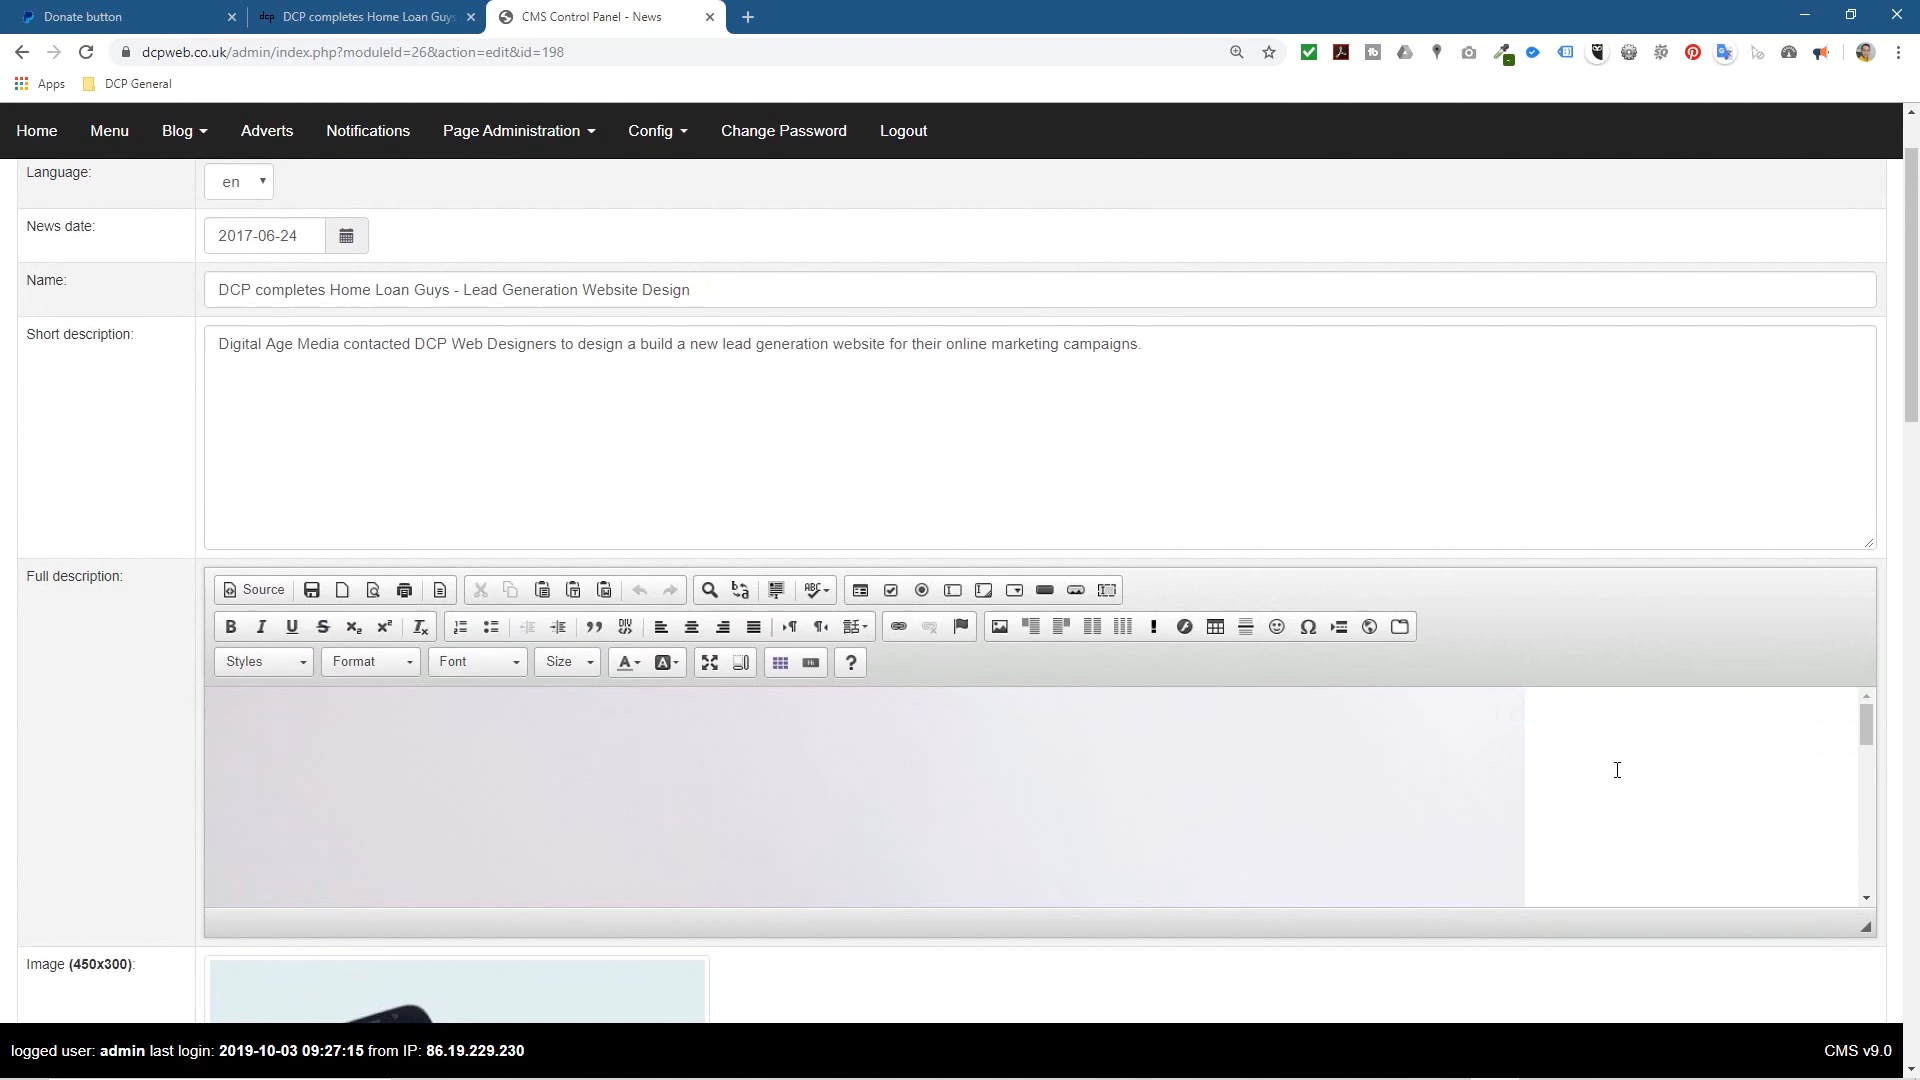 Donate button
dcp DCP completes Home Loan Guys
CMS Control Panel - News
dcpweb.co.uk/admin/index.php?moduleId=26&action=edit&id=198
Apps DCP General
Home Menu Blog Adverts Notifications Page Administration Config Change Password Logout
Language: en
News date: 2017-06-24
Name: DCP completes Home Loan Guys - Lead Generation Website Design
Short description: Digital Age Media contacted DCP Web Designers to design a build a new lead generation website for their online marketing campaigns.
Full description:
Source
Styles Format Font Size
Image (450x300):
logged user: admin last login: 2019-10-03 09:27:15 from IP: 86.19.229.230
CMS v9.0